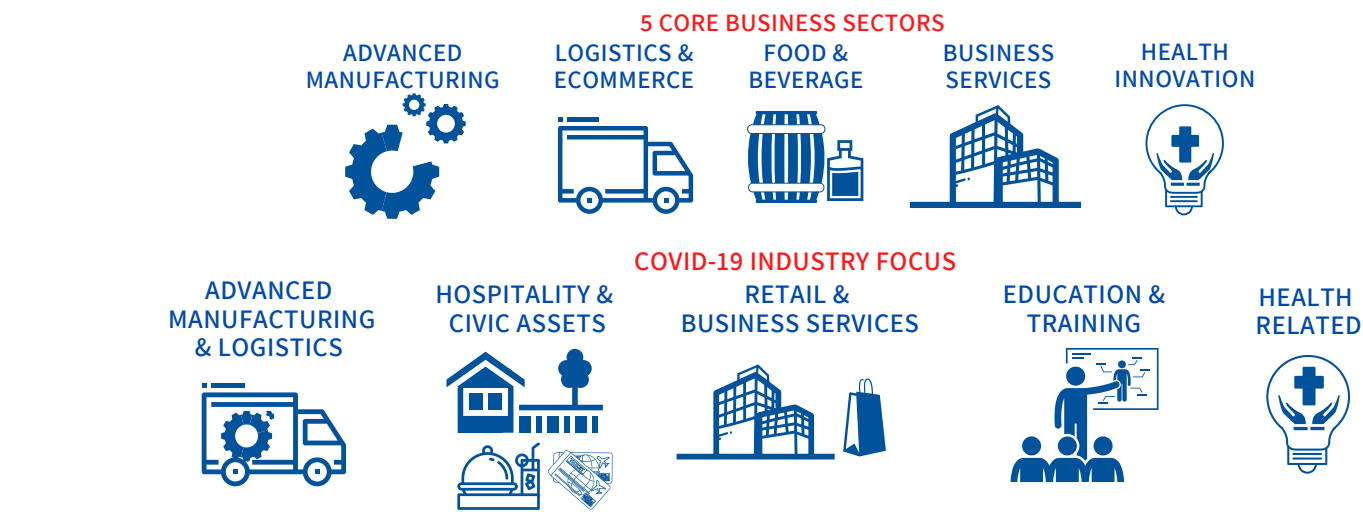 5 CORE BUSINESS SECTORS
ADVANCED
MANUFACTURING
LOGISTICS &
ECOMMERCE
FOOD &
BEVERAGE
BUSINESS
SERVICES
HEALTH
INNOVATION
COVID-19 INDUSTRY FOCUS
ADVANCED
MANUFACTURING
& LOGISTICS
HOSPITALITY &
CIVIC ASSETS
RETAIL &
BUSINESS SERVICES
EDUCATION &
TRAINING
HEALTH
RELATED